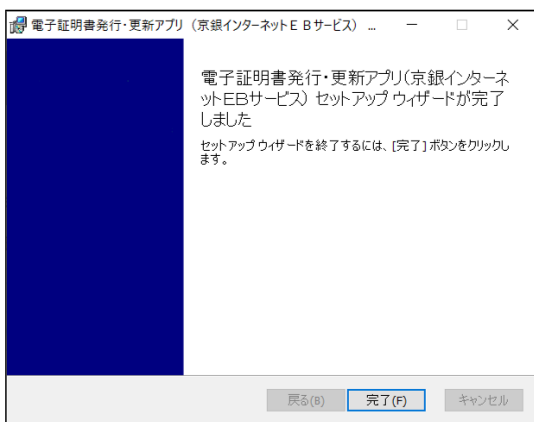 電子証明書発行・更新アプリ（京銀インターネットＥＢサービス） ...
電子証明書発行・更新アプリ(京銀インターネ
ットEBサービス) セットアップ ウィザードが完了
しました
セットアップ ウィザードを終了するには、[完了] ボタンをクリックし
ます。
戻る(B) 完了(F) キャンセル